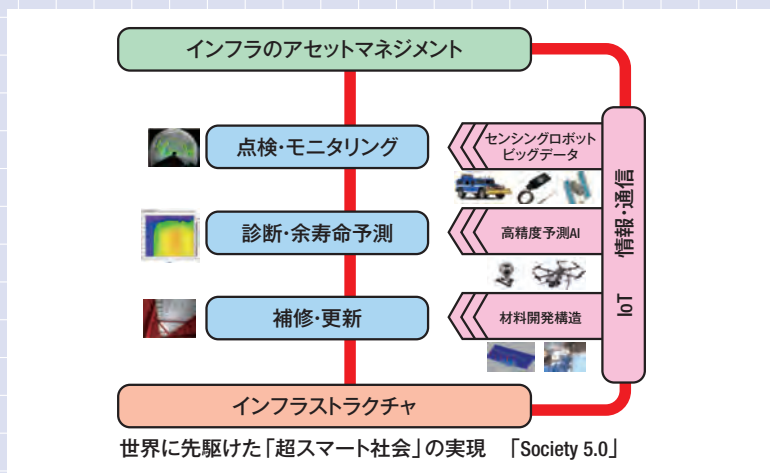 インフラのアセットマネジメント
点検・モニタリング
センシングロボット
ビッグデータ
診断・余寿命予測
高精度予測AI
補修・更新
材料開発構造
IoT 情報・通信
インフラストラクチャ
世界に先駆けた「超スマート社会」の実現 「Society 5.0」